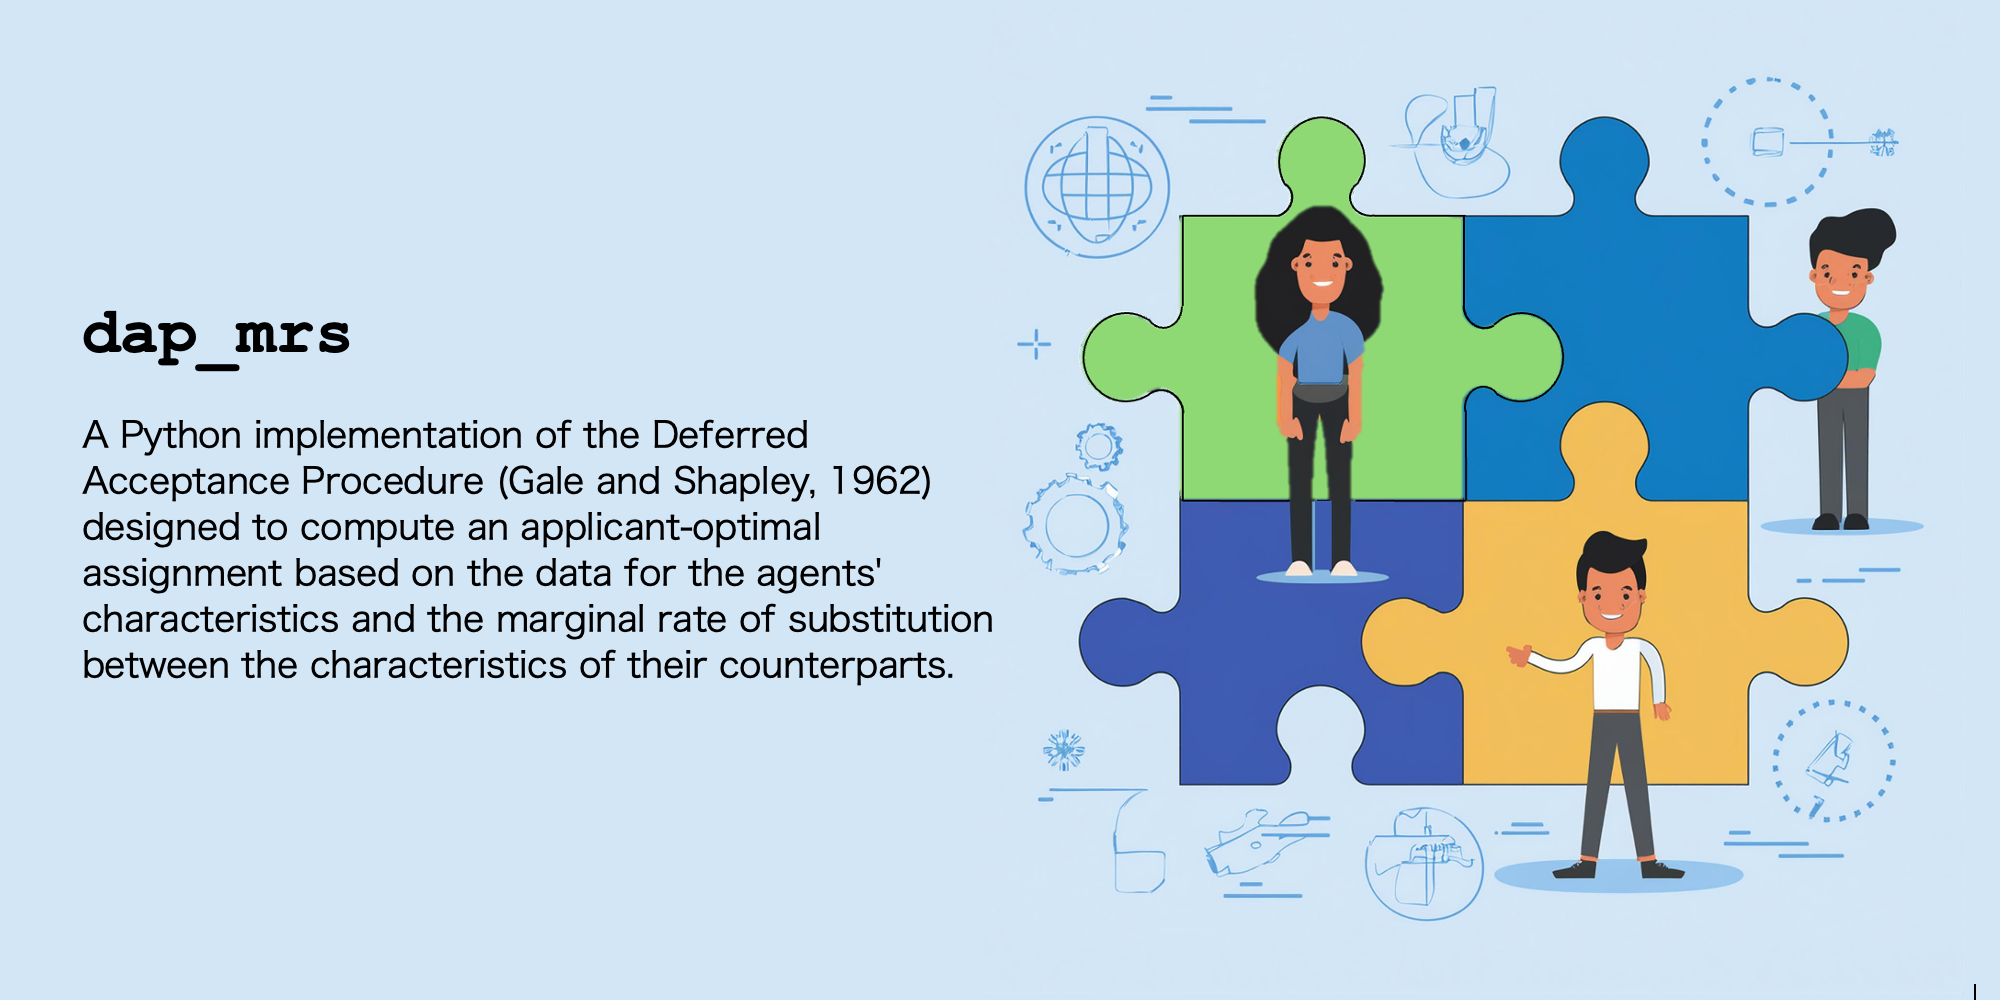 dap_mrs
A Python implementation of the Deferred
Acceptance Procedure (Gale and Shapley, 1962)
designed to compute an applicant-optimal
assignment based on the data for the agents'
characteristics and the marginal rate of substitution
between the characteristics of their counterparts.